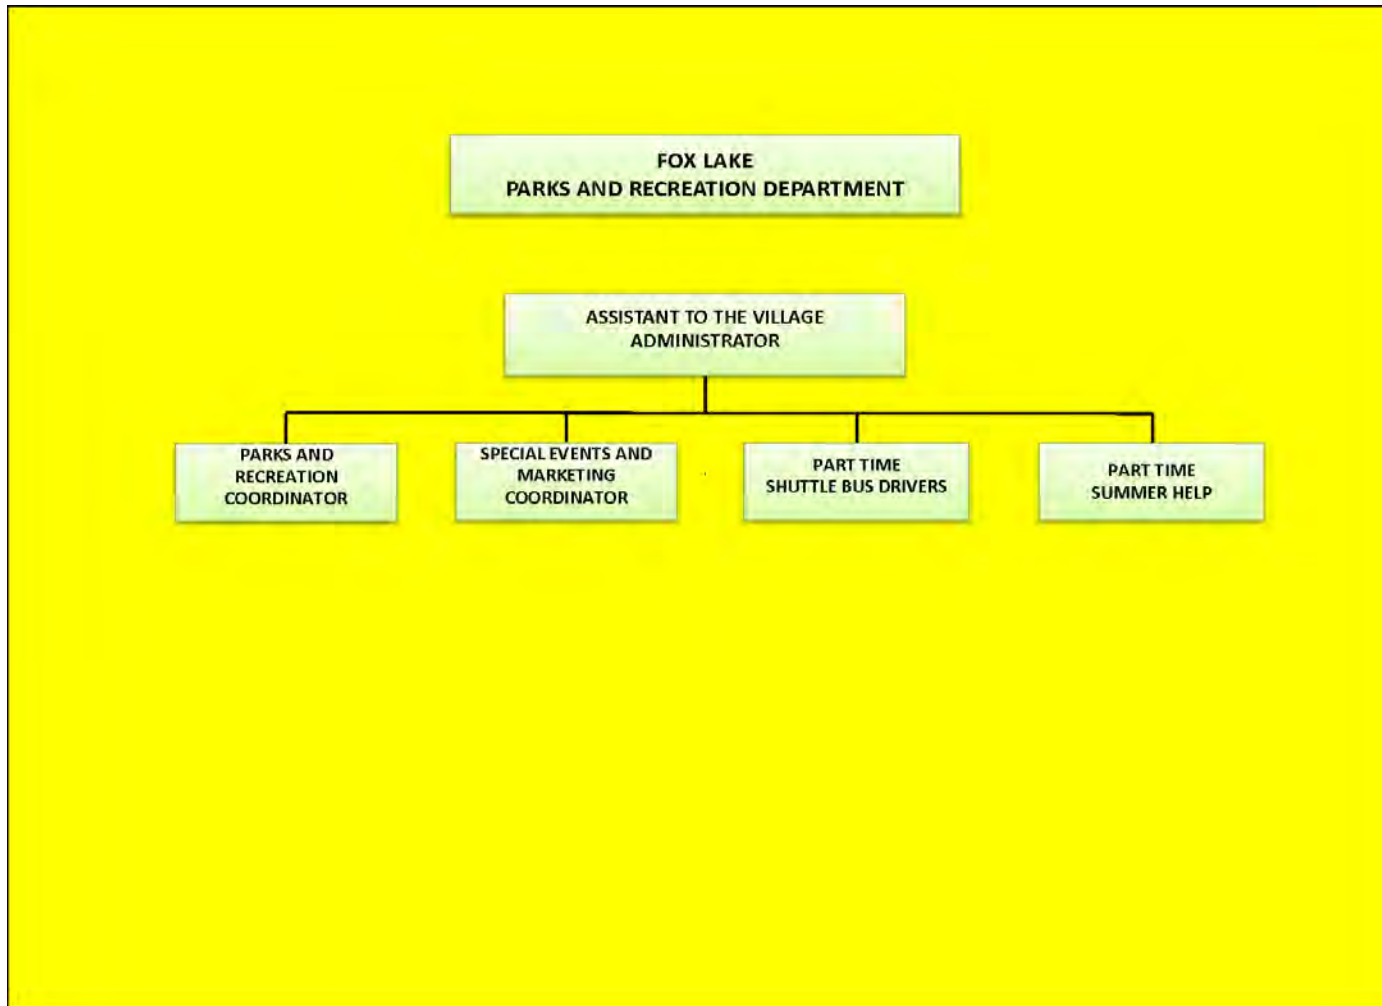 FOX LAKE
PARKS AND RECREATION DEPARTMENT
ASSISTANT TO THE VILLAGE
ADMINISTRATOR
PARKS AND
RECREATION
COORDINATOR
SPECIAL EVENTS AND
MARKETING
COORDINATOR
PART TIME
SHUTTLE BUS DRIVERS
PART TIME
SUMMER HELP